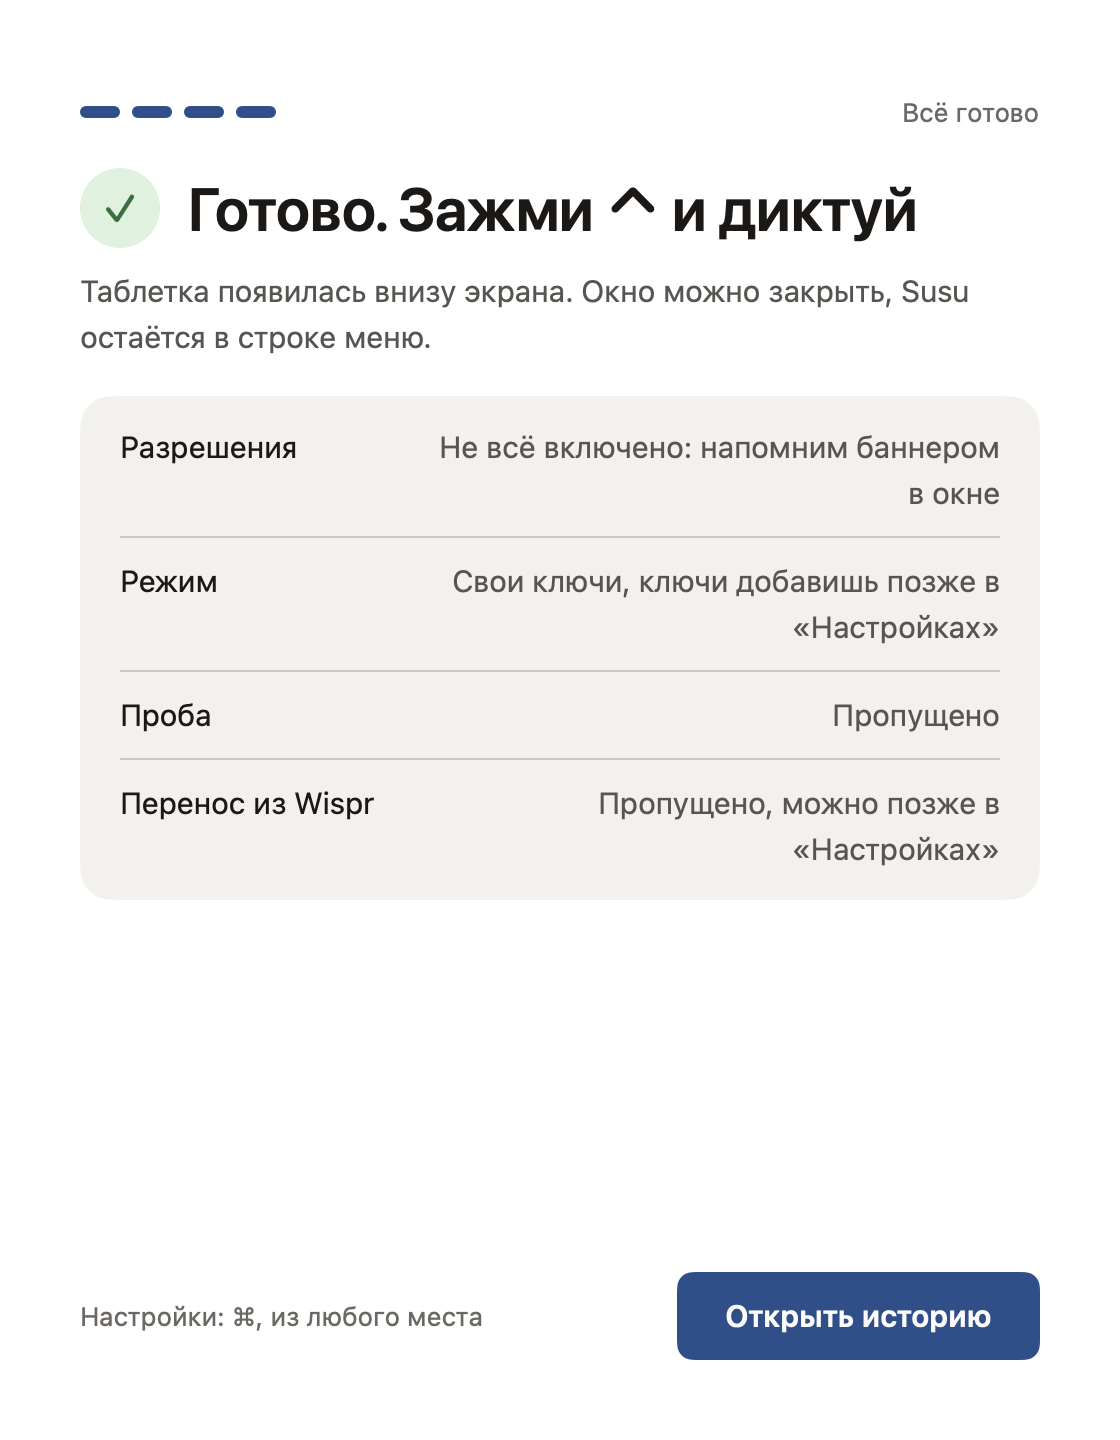 Всё готово
Готово. Зажми ⌃ и диктуй
Таблетка появилась внизу экрана. Окно можно закрыть, Susu
остаётся в строке меню.
Разрешения
Не всё включено: напомним баннером
в окне
Режим
Свои ключи, ключи добавишь позже в
«Настройках»
Проба
Пропущено
Перенос из Wispr
Пропущено, можно позже в
«Настройках»
Настройки: ⌘, из любого места
Открыть историю